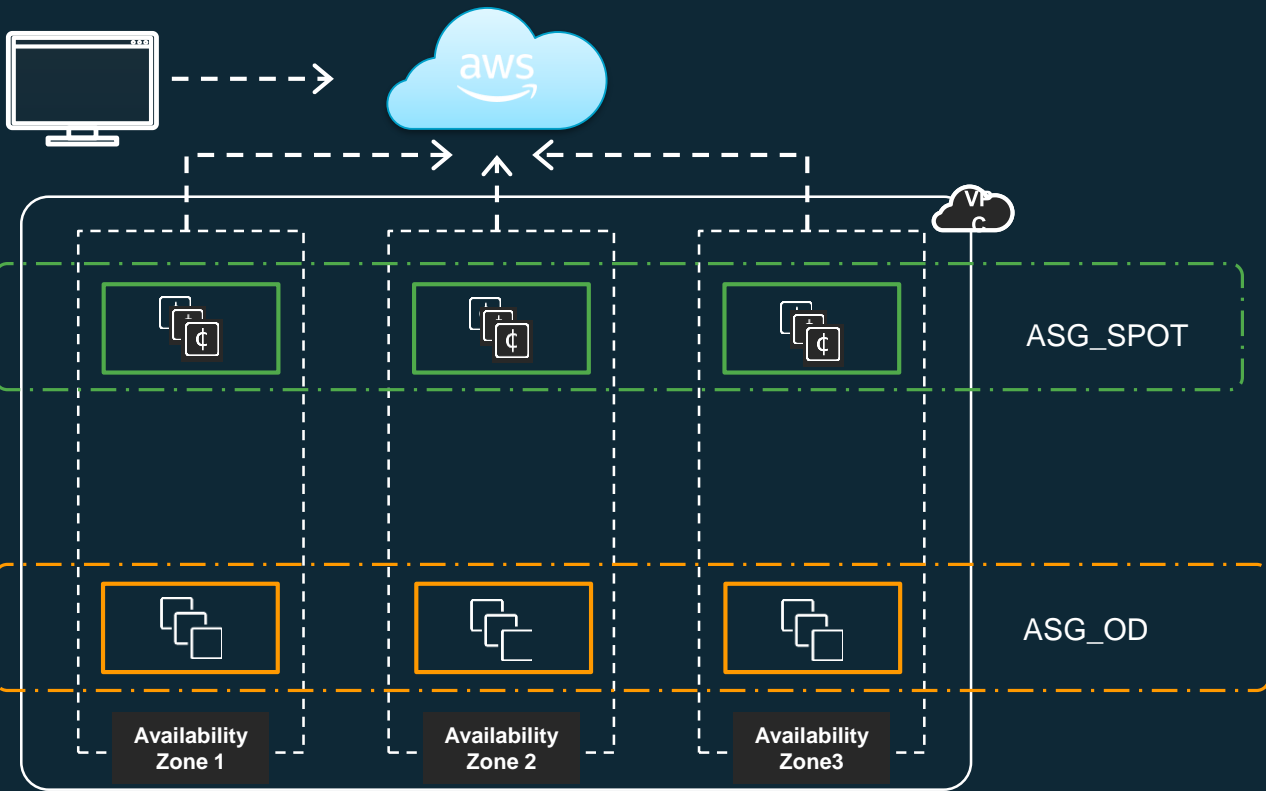 aws
VP
C
¢
¢
¢
ASG_SPOT
ASG_OD
Availability
Zone 1
Availability
Zone 2
Availability
Zone3